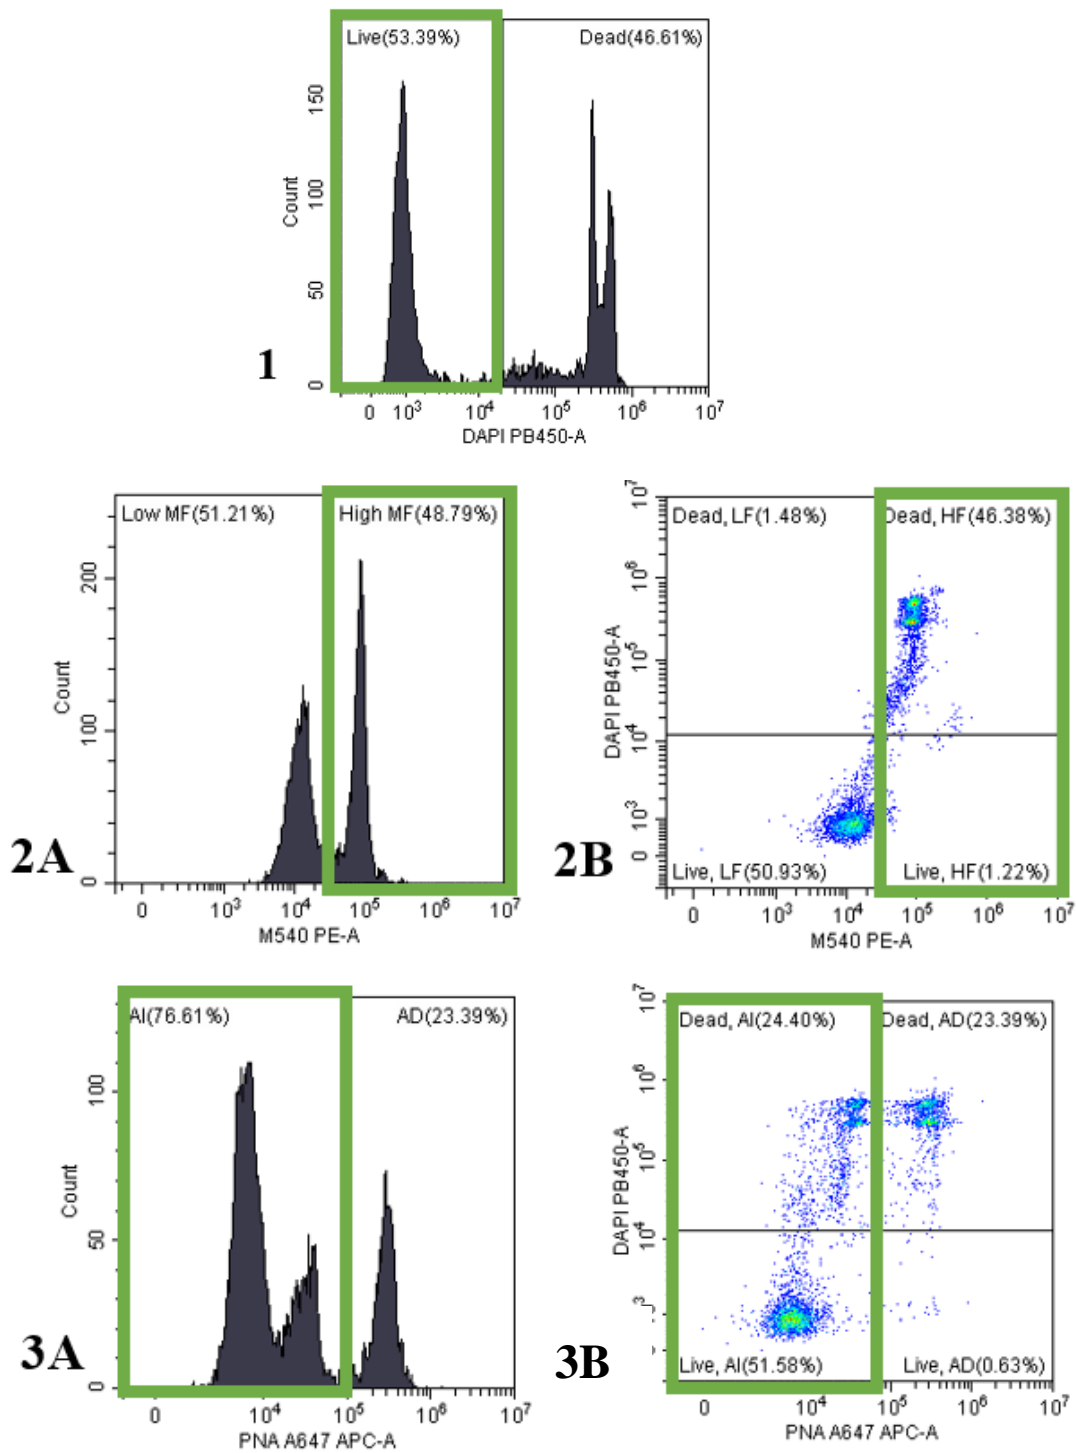 Live(53.39%) Dead(46.61%)
150
100
50
0
Count
1
0 10³ 10⁴ 10⁵ 10⁶ 10⁷
DAPI PB450-A
Low MF(51.21%) High MF(48.79%)
200
100
0
Count
2A
0 10³ 10⁴ 10⁵ 10⁶ 10⁷
M540 PE-A
Dead, LF(1.48%) Dead, HF(46.38%)
10⁷
10⁶
10⁵
10⁴
10³
0
DAPI PB450-A
2B
Live, LF(50.93%) Live, HF(1.22%)
0 10³ 10⁴ 10⁵ 10⁶ 10⁷
M540 PE-A
AI(76.61%) AD(23.39%)
100
50
0
Count
3A
0 10⁴ 10⁵ 10⁶ 10⁷
PNA A647 APC-A
Dead, AI(24.40%) Dead, AD(23.39%)
10⁷
10⁶
10⁵
10⁴
3
DAPI PB450-A
3B
Live, AI(51.58%) Live, AD(0.63%)
0 10⁴ 10⁵ 10⁶ 10⁷
PNA A647 APC-A